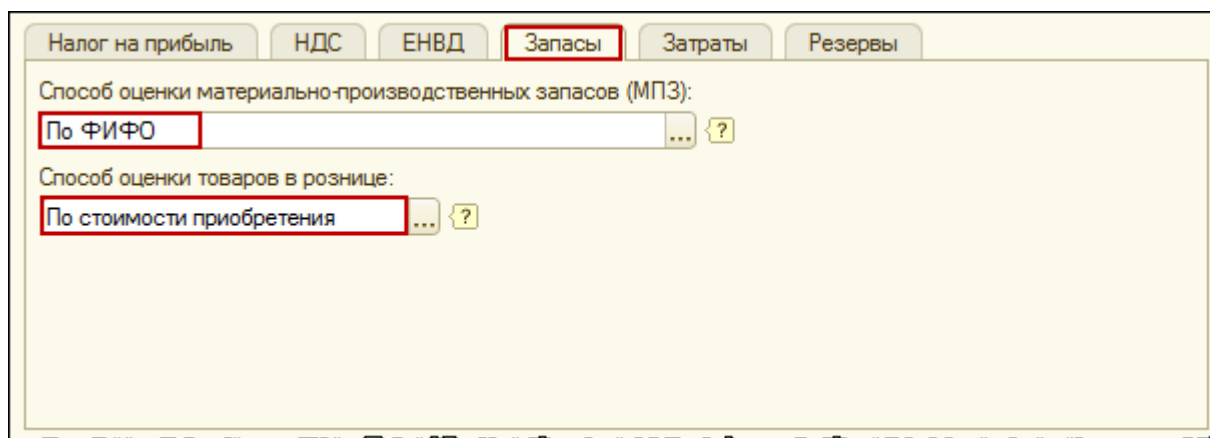 Налог на прибыль НДС ЕНВД Запасы Затраты Резервы
Способ оценки материально-производственных запасов (МПЗ):
По ФИФО ... ?
Способ оценки товаров в рознице:
По стоимости приобретения ... ?